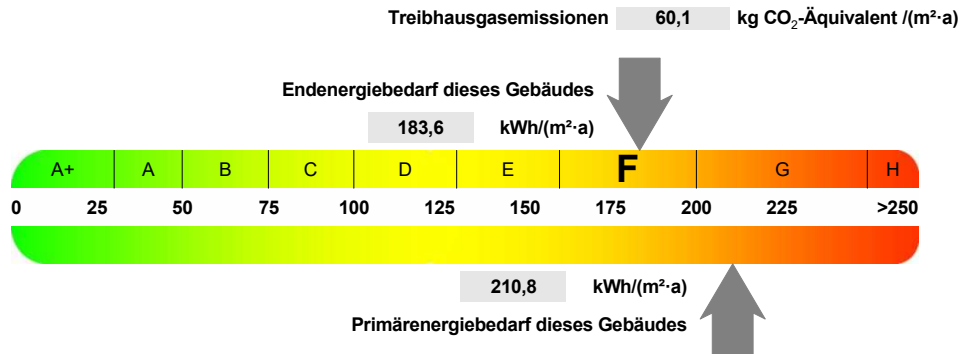 Treibhausgasemissionen 60,1 kg CO₂-Äquivalent /(m²·a)
Endenergiebedarf dieses Gebäudes
183,6 kWh/(m²·a)
A+ A B C D E F G H
0 25 50 75 100 125 150 175 200 225 >250
210,8 kWh/(m²·a)
Primärenergiebedarf dieses Gebäudes